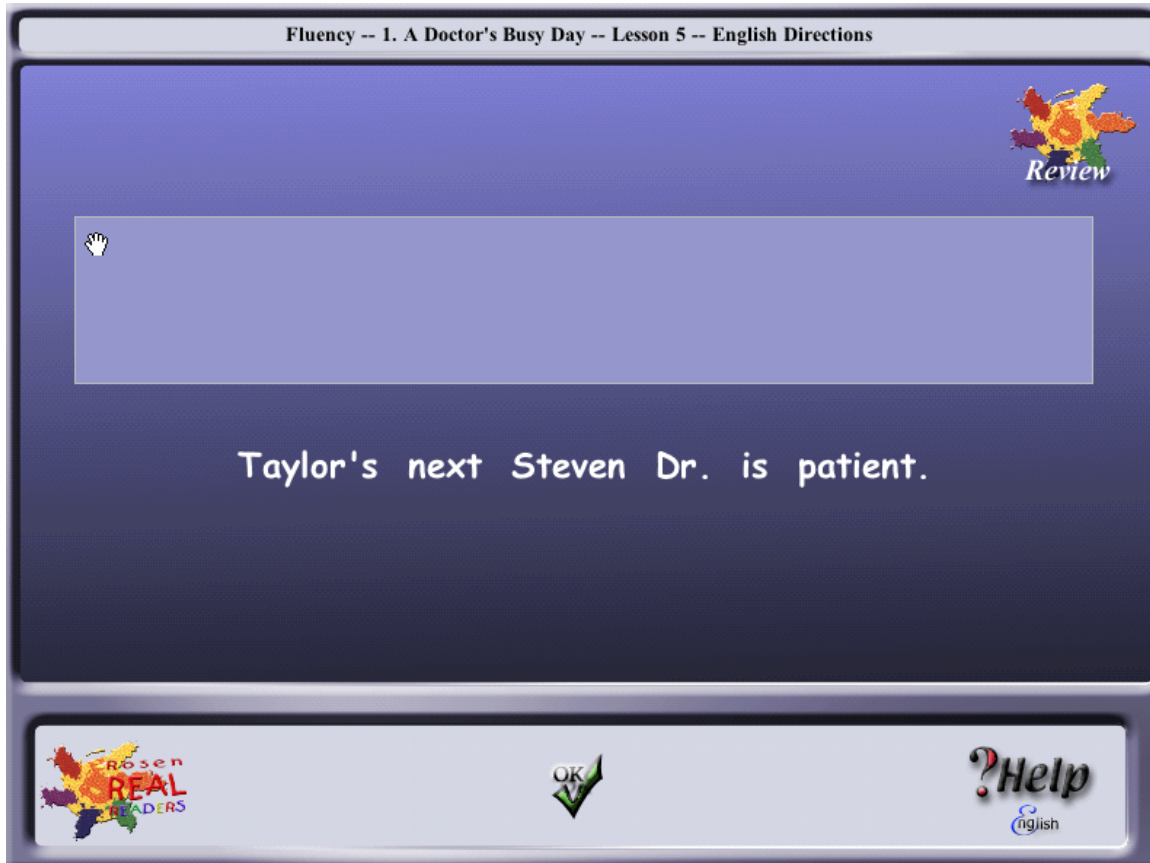 Fluency -- 1. A Doctor's Busy Day -- Lesson 5 -- English Directions
Review
Taylor's next Steven Dr. is patient.
Rosen
REAL
READERS
OK
?Help
English